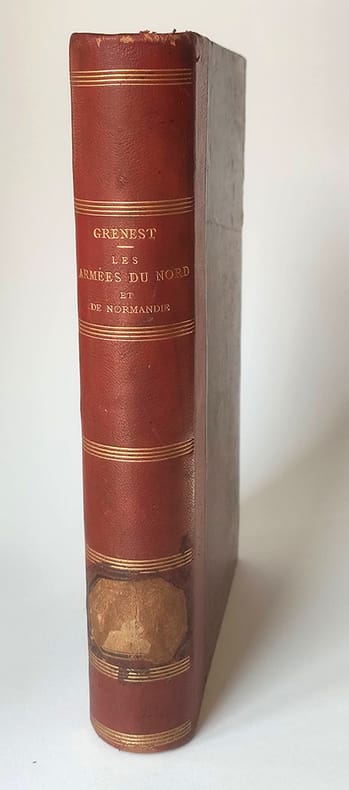 GRENEST
LES
ARMÉES DU NORD
ET
DE NORMANDIE